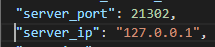 "server_port": 21302,
"server_ip": "127.0.0.1",